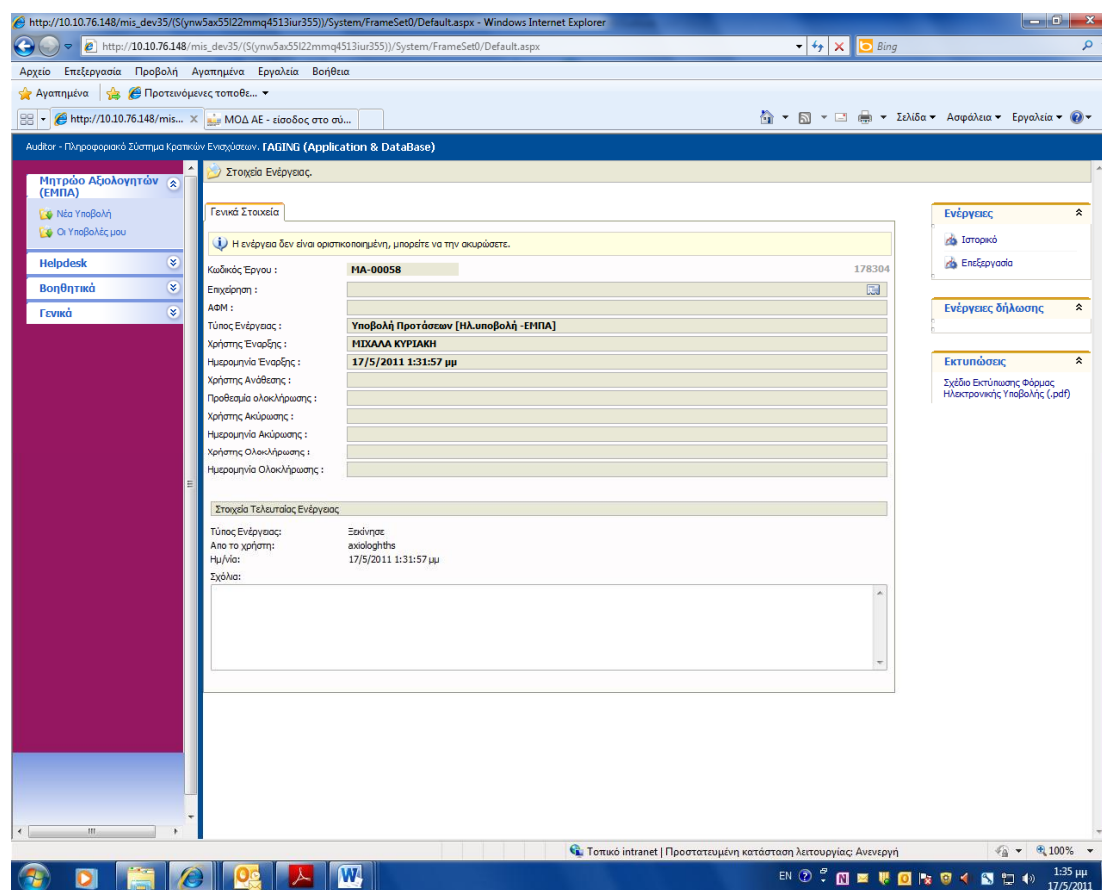 http://10.10.76.148/mis_dev35/(S(ynw5ax55l22mmq4513iur355))/System/FrameSet0/Default.aspx - Windows Internet Explorer
http://10.10.76.148/mis_dev35/(S(ynw5ax55l22mmq4513iur355))/System/FrameSet0/Default.aspx
Bing
Αρχείο Επεξεργασία Προβολή Αγαπημένα Εργαλεία Βοήθεια
Αγαπημένα Προτεινόμενες τοποθε...
http://10.10.76.148/mis... ΜΟΔ ΑΕ - είσοδος στο σύ... Σελίδα Ασφάλεια Εργαλεία
Auditor - Πληροφοριακό Σύστημα Κρατικών Ενισχύσεων. ΓAGING (Application & DataBase)
Μητρώο Αξιολογητών (ΕΜΠΑ)
Νέα Υποβολή
Οι Υποβολές μου
Helpdesk
Βοηθητικά
Γενικά
Στοιχεία Ενέργειας.
Γενικά Στοιχεία
Η ενέργεια δεν είναι οριστικοποιημένη, μπορείτε να την ακυρώσετε.
Κωδικός Έργου : MA-00058 178304
Επιχείρηση :
ΑΦΜ :
Τύπος Ενέργειας : Υποβολή Προτάσεων [Ηλ.υποβολή -ΕΜΠΑ]
Χρήστης Έναρξης : ΜΙΧΑΛΑ ΚΥΡΙΑΚΗ
Ημερομηνία Έναρξης : 17/5/2011 1:31:57 μμ
Χρήστης Ανάθεσης :
Προθεσμία ολοκλήρωσης :
Χρήστης Ακύρωσης :
Ημερομηνία Ακύρωσης :
Χρήστης Ολοκλήρωσης :
Ημερομηνία Ολοκλήρωσης :
Στοιχεία Τελευταίας Ενέργειας
Τύπος Ενέργειας: Ξεκίνησε
Απο το χρήστη: axiologhths
Ημ/νία: 17/5/2011 1:31:57 μμ
Σχόλια:
Ενέργειες
Ιστορικό
Επεξεργασία
Ενέργειες δήλωσης
Εκτυπώσεις
Σχέδιο Εκτύπωσης Φόρμας
Ηλεκτρονικής Υποβολής (.pdf)
Τοπικό intranet | Προστατευμένη κατάσταση λειτουργίας: Ανενεργή 100%
EN 1:35 μμ
17/5/2011